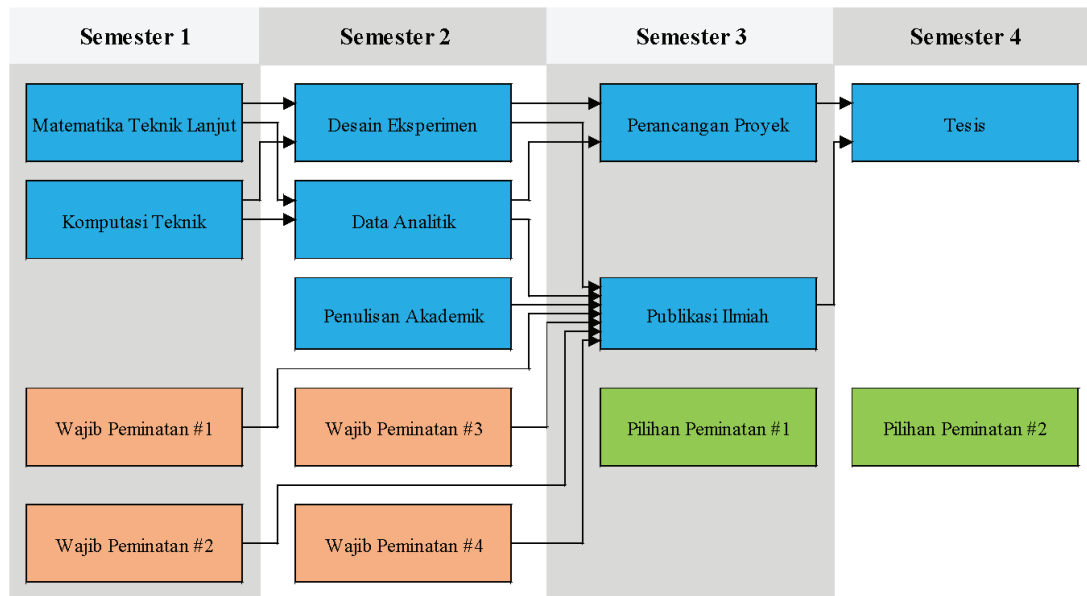 Semester 1
Semester 2
Semester 3
Semester 4
Matematika Teknik Lanjut
Desain Eksperimen
Perancangan Proyek
Tesis
Komputasi Teknik
Data Analitik
Penulisan Akademik
Publikasi Ilmiah
Wajib Peminatan #1
Wajib Peminatan #3
Pilihan Peminatan #1
Pilihan Peminatan #2
Wajib Peminatan #2
Wajib Peminatan #4